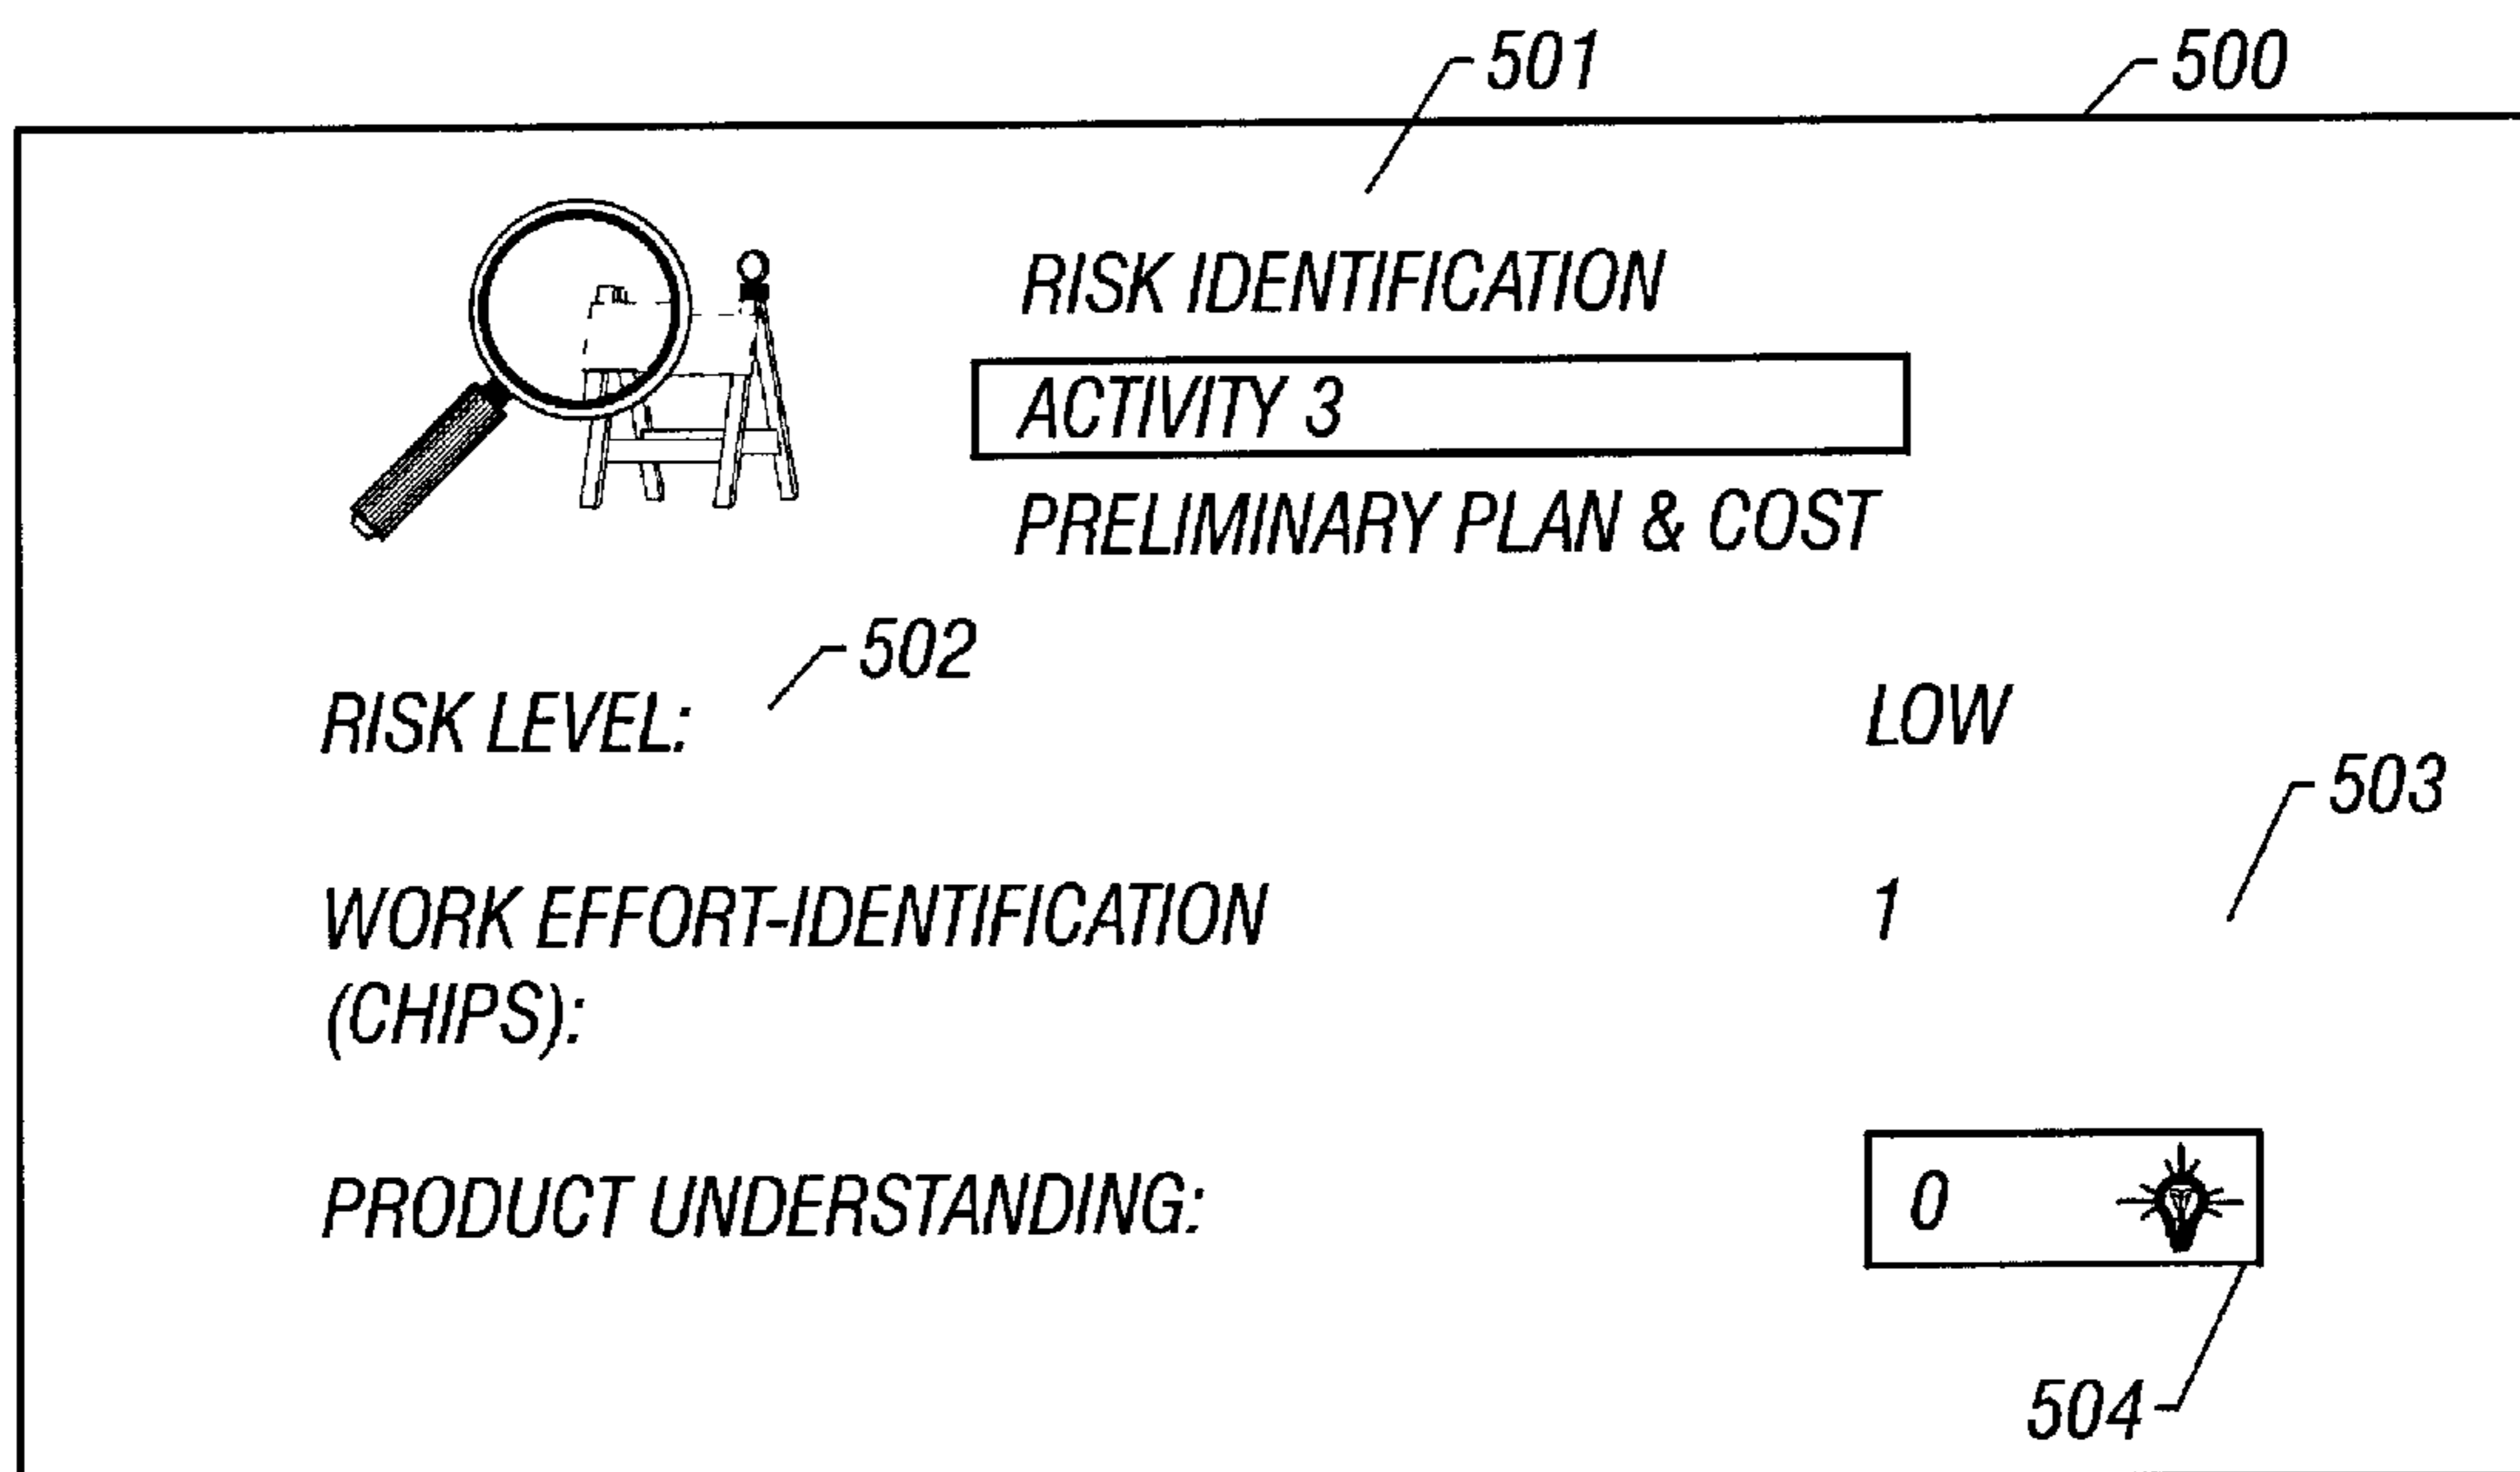 501
500
RISK IDENTIFICATION
ACTIVITY 3
PRELIMINARY PLAN & COST
502
RISK LEVEL: LOW
503
WORK EFFORT-IDENTIFICATION 1
(CHIPS):
PRODUCT UNDERSTANDING: 0
504